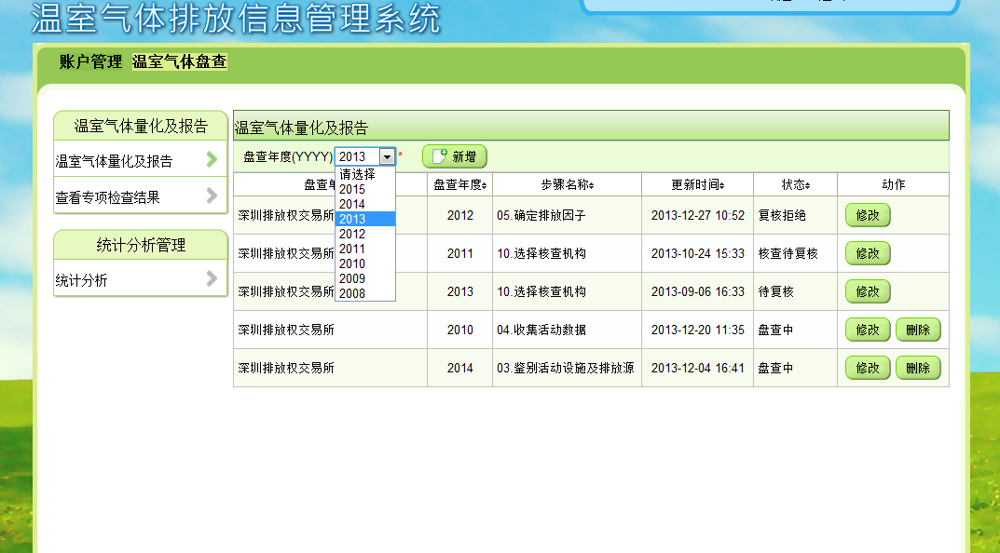 温室气体排放信息管理系统
账户管理 温室气体盘查
温室气体量化及报告
温室气体量化及报告
查看专项检查结果
统计分析管理
统计分析
温室气体量化及报告
盘查年度(YYYY) 2013 * 新增
请选择
2015
2014
2013
2012
2011
2010
2009
2008
盘查年度 步骤名称 更新时间 状态 动作
深圳排放权交易所 2012 05.确定排放因子 2013-12-27 10:52 复核拒绝 修改
深圳排放权交易所 2011 10.选择核查机构 2013-10-24 15:33 核查待复核 修改
深圳排放权交易所 2013 10.选择核查机构 2013-09-06 16:33 待复核 修改
深圳排放权交易所 2010 04.收集活动数据 2013-12-20 11:35 盘查中 修改 删除
深圳排放权交易所 2014 03.鉴别活动设施及排放源 2013-12-04 16:41 盘查中 修改 删除